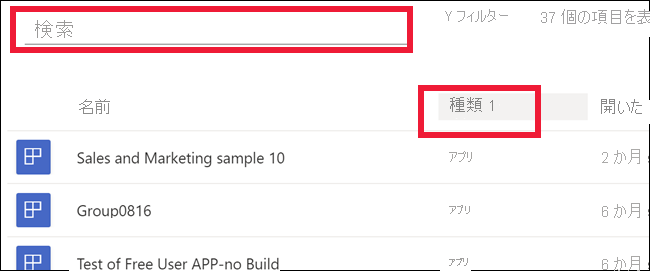 検索
Y フィルター 37 個の項目を表
名前 種類 1 開いた
Sales and Marketing sample 10 アプリ 2 か月
Group0816 アプリ 6 か月
Test of Free User APP-no Build アプリ 6 か月